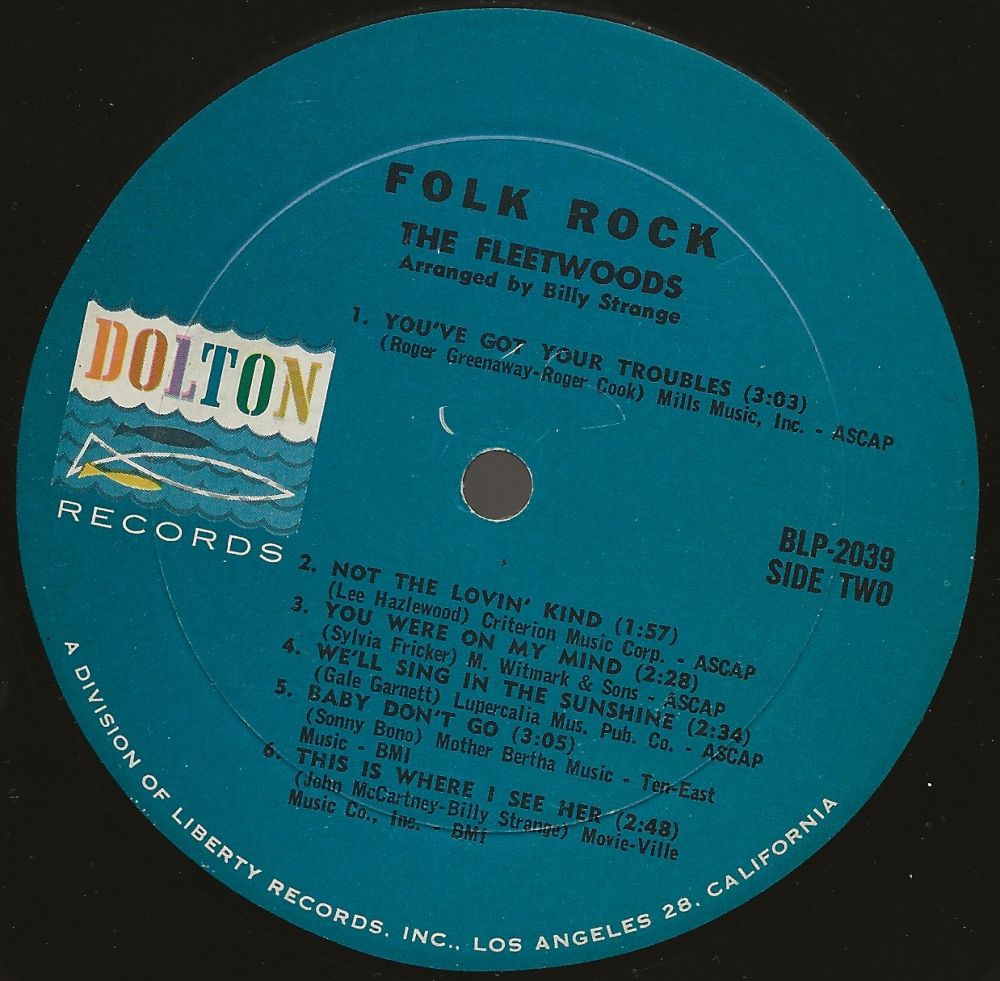 FOLK ROCK
THE FLEETWOODS
Arranged by Billy Strange
1. YOU'VE GOT YOUR TROUBLES (3:03)
(Roger Greenaway-Roger Cook) Mills Music, Inc. - ASCAP
DOLTON
RECORDS
BLP-2039
SIDE TWO
2. NOT THE LOVIN' KIND (1:57)
(Lee Hazlewood) Criterion Music Corp. - ASCAP
3. YOU WERE ON MY MIND (2:28)
(Sylvia Fricker) M. Witmark & Sons - ASCAP
4. WE'LL SING IN THE SUNSHINE (2:34)
(Gale Garnett) Lupercalia Mus. Pub. Co. - ASCAP
5. BABY DON'T GO (3:05)
(Sonny Bono) Mother Bertha Music - Ten-East
Music - BMI
6. THIS IS WHERE I SEE HER (2:48)
(John McCartney-Billy Strange) Movie-Ville
Music Co., Inc. - BMI
A DIVISION OF LIBERTY RECORDS, INC., LOS ANGELES 28, CALIFORNIA